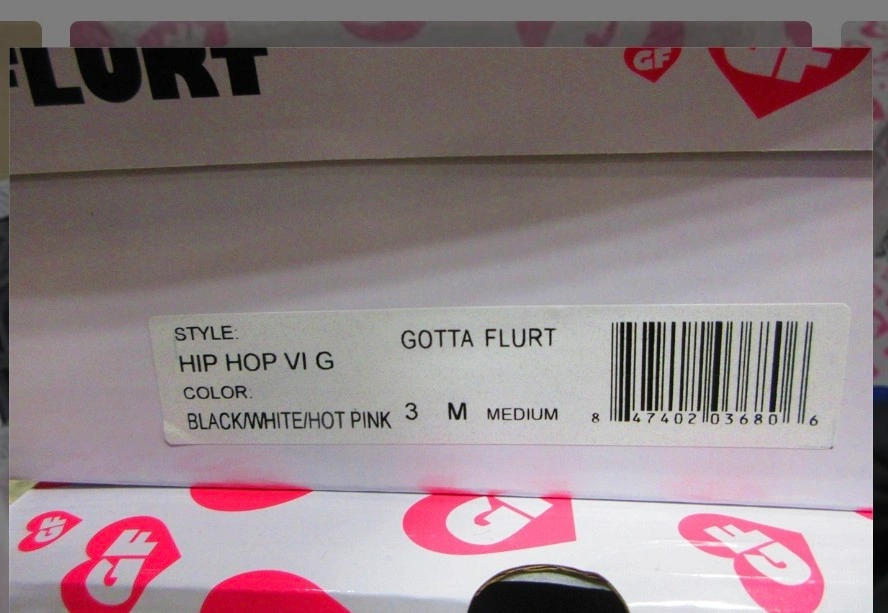 FLURT
GF
GF
STYLE:
HIP HOP VI G
COLOR.
BLACK/WHITE/HOT PINK
GOTTA FLURT
3 M MEDIUM
8 47402 03680 6
GF
GF
GF
GF